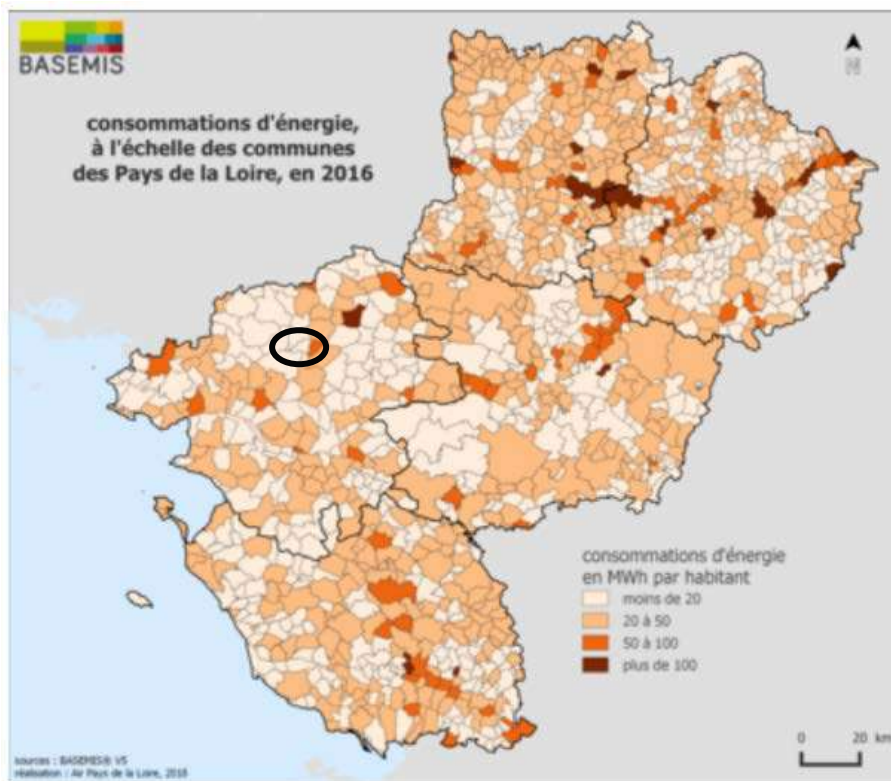 BASEMIS
consommations d'énergie,
à l'échelle des communes
des Pays de la Loire, en 2016
N
consommations d'énergie
en MWh par habitant
moins de 20
20 à 50
50 à 100
plus de 100
0 20 km
sources : BASEMIS® V5
réalisation : Air Pays de la Loire, 2018